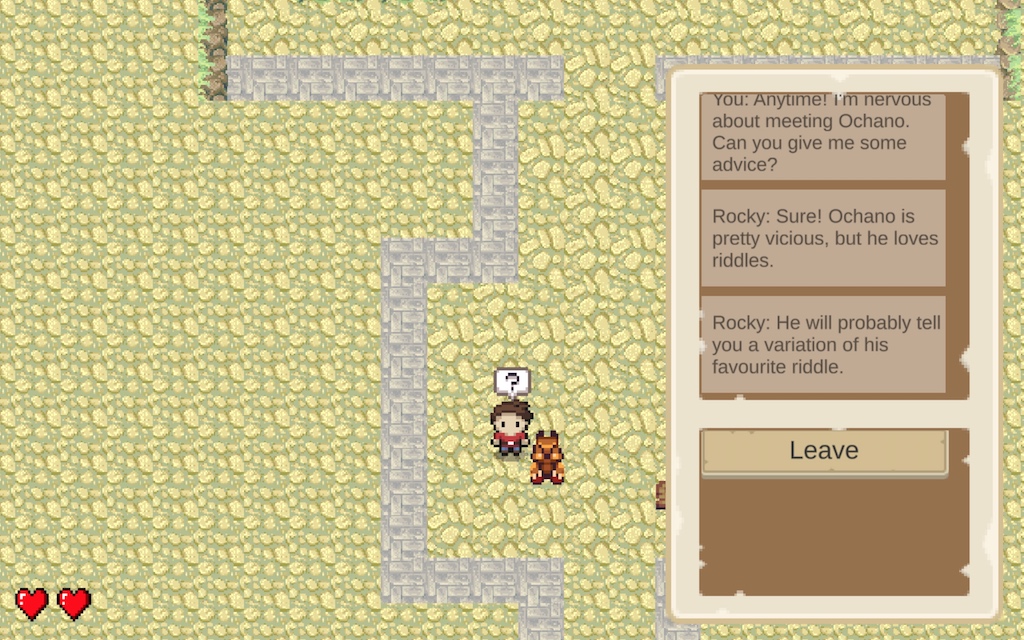 You: Anytime! I'm nervous
about meeting Ochano.
Can you give me some
advice?
Rocky: Sure! Ochano is
pretty vicious, but he loves
riddles.
Rocky: He will probably tell
you a variation of his
favourite riddle.
?
Leave